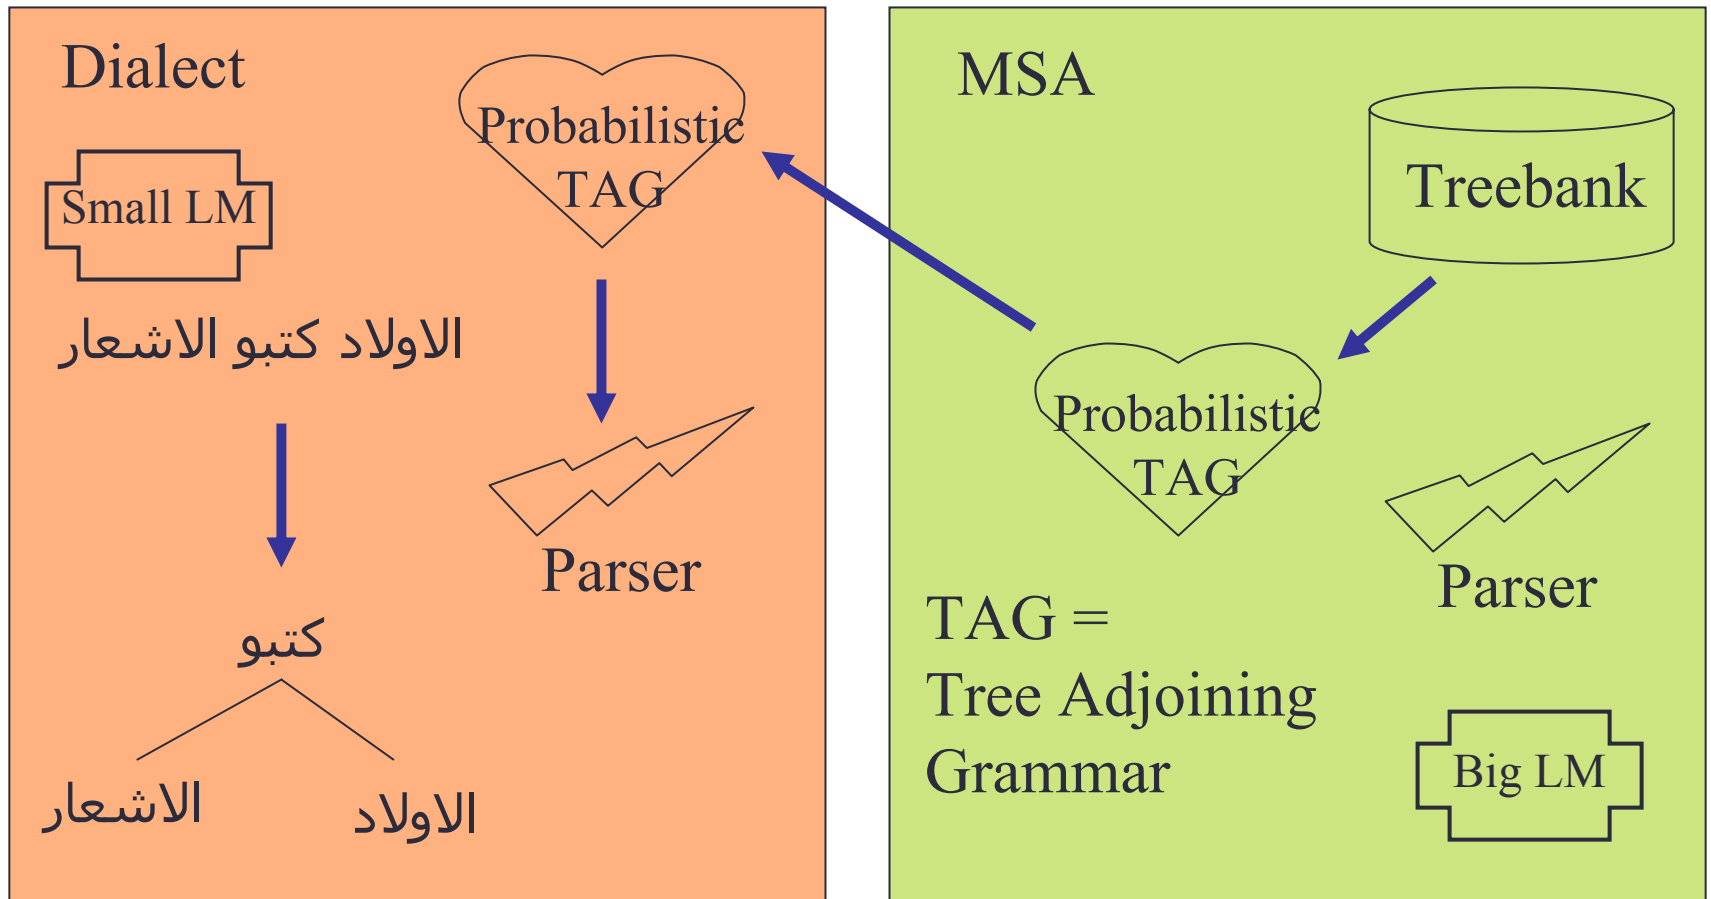 Dialect
Probabilistic
TAG
Small LM
الاولاد كتبو الاشعار
Parser
كتبو
الاشعار
الاولاد
MSA
Treebank
Probabilistic
TAG
Parser
TAG =
Tree Adjoining
Grammar
Big LM